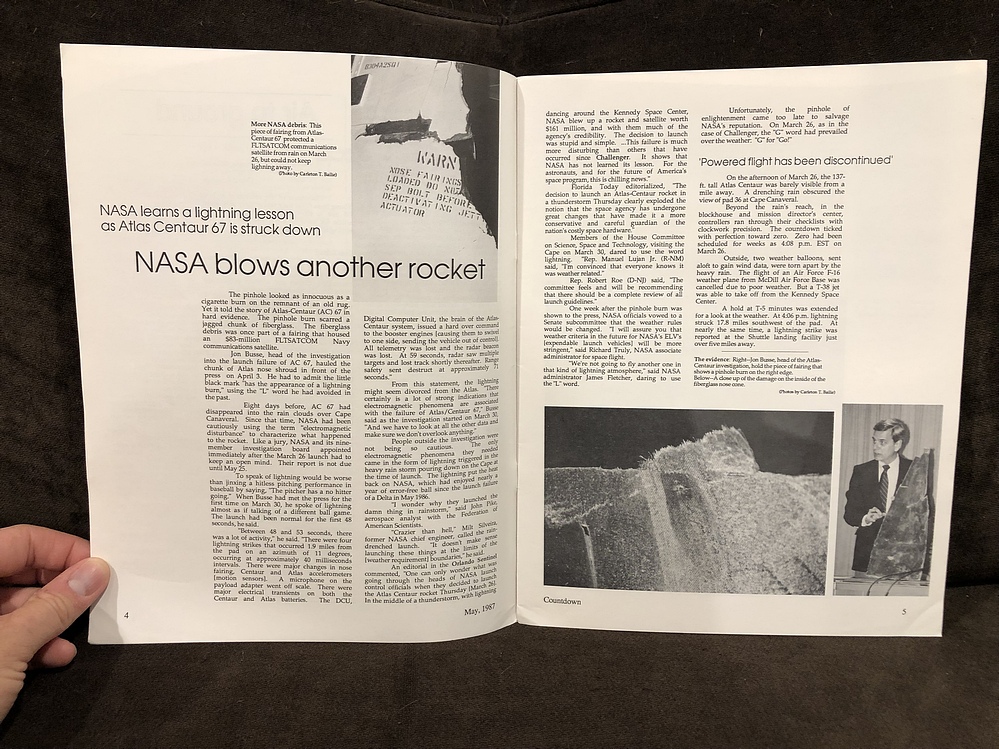 More NASA debris: This
piece of fairing from Atlas-
Centaur 67 protected a
FLTSATCOM communications
satellite from rain on March
26, but could not keep
lightning away.
(Photo by Carleton T. Bailie)
WARN
NOSE FAIRINGS
LOADED DO NOT
SEP BOLT BEFORE
DEACTIVATING JETT
ACTUATOR
NASA learns a lightning lesson
as Atlas Centaur 67 is struck down
NASA blows another rocket
The pinhole looked as innocuous as a
cigarette burn on the remnant of an old rug.
Yet it told the story of Atlas-Centaur (AC) 67 in
hard evidence. The pinhole burn scarred a
jagged chunk of fiberglass. The fiberglass
debris was once part of a fairing that housed
an $83-million FLTSATCOM Navy
communications satellite.
Jon Busse, head of the investigation
into the launch failure of AC 67, hauled the
chunk of Atlas nose shroud in front of the
press on April 3. He had to admit the little
black mark "has the appearance of a lightning
burn," using the "L" word he had avoided in
the past.
Eight days before, AC 67 had
disappeared into the rain clouds over Cape
Canaveral. Since that time, NASA had been
cautiously using the term "electromagnetic
disturbance" to characterize what happened
to the rocket. Like a jury, NASA and its nine-
member investigation board appointed
immediately after the March 26 launch had to
keep an open mind. Their report is not due
until May 25.
To speak of lightning would be worse
than jinxing a hitless pitching performance in
baseball by saying, "The pitcher has a no hitter
going." When Busse had met the press for the
first time on March 30, he spoke of lightning
almost as if talking of a different ball game.
The launch had been normal for the first 48
seconds, he said.
"Between 48 and 53 seconds, there
was a lot of activity," he said. "There were four
lightning strikes that occurred 1.9 miles from
the pad on an azimuth of 11 degrees,
occurring at approximately 40 milliseconds
intervals. There were major changes in nose
fairing, Centaur and Atlas accelerometers
[motion sensors]. A microphone on the
payload adapter went off scale. There were
major electrical transients on both the
Centaur and Atlas batteries. The DCU,
Digital Computer Unit, the brain of the Atlas-
Centaur system, issued a hard over command
to the booster engines [causing them to swivel
to one side, sending the vehicle out of control].
All telemetry was lost and the radar beacon
was lost. At 59 seconds, radar saw multiple
targets and lost track shortly thereafter. Range
safety sent destruct at approximately 71
seconds."
From this statement, the lightning
might seem divorced from the Atlas. "There
certainly is a lot of strong indications that
electromagnetic phenomena are associated
with the failure of Atlas/Centaur 67," Busse
said as the investigation started on March 30.
"And we have to look at all the other data and
make sure we don't overlook anything."
People outside the investigation were
not being so cautious. The only
electromagnetic phenomena they needed
came in the form of lightning triggered in the
heavy rain storm pouring down on the Cape at
the time of launch. The lightning put the heat
back on NASA, which had enjoyed nearly a
year of error-free launches since the failure
of a Delta in May 1986.
"I wonder why they launched the
damn thing in rainstorm," said John Pike,
aerospace analyst with the Federation of
American Scientists.
"Crazier than hell," Milt Silveira,
former NASA chief engineer, called the rain-
drenched launch. "It doesn't make sense
launching these things at the limits of the
[weather requirement] boundaries," he said.
An editorial in the Orlando Sentinel
commented, "One can only wonder what was
going through the heads of NASA launch
control officials when they decided to launch
the Atlas Centaur rocket Thursday [March 26].
In the middle of a thunderstorm, with lightning
4
May, 1987
dancing around the Kennedy Space Center,
NASA blew up a rocket and satellite worth
$161 million, and with them much of the
agency's credibility. The decision to launch
was stupid and simple. ...This failure is much
more disturbing than others that have
occurred since Challenger. It shows that
NASA has not learned its lesson. For the
astronauts, and for the future of America's
space program, this is chilling news."
Florida Today editorialized, "The
decision to launch an Atlas-Centaur rocket in
a thunderstorm Thursday clearly exploded the
notion that the space agency has undergone
great changes that have made it a more
conservative and careful guardian of the
nation's costly space hardware."
Members of the House Committee
on Science, Space and Technology, visiting the
Cape on March 30, dared to use the word
lightning. "Rep. Manuel Lujan Jr. (R-NM)
said, "I'm convinced that everyone knows it
was weather related."
Rep. Robert Roe (D-NJ) said, "The
committee feels and will be recommending
that there should be a complete review of all
launch guidelines."
One week after the pinhole burn was
shown to the press, NASA officials vowed to a
Senate subcommittee that the weather rules
would be changed. "I will assure you that
weather criteria in the future for NASA's ELV's
[expendable launch vehicles] will be more
stringent," said Richard Truly, NASA associate
administrator for space flight.
"We're not going to fly another one in
that kind of lightning atmosphere," said NASA
administrator James Fletcher, daring to use
the "L" word.
Unfortunately, the pinhole of
enlightenment came too late to salvage
NASA's reputation. On March 26, as in the
case of Challenger, the "G" word had prevailed
over the weather: "G" for "Go!"
'Powered flight has been discontinued'
On the afternoon of March 26, the 137-
ft. tall Atlas Centaur was barely visible from a
mile away. A drenching rain obscured the
view of pad 36 at Cape Canaveral.
Beyond the rain's reach, in the
blockhouse and mission director's center,
controllers ran through their checklists with
clockwork precision. The countdown ticked
with perfection toward zero. Zero had been
scheduled for weeks as 4:08 p.m. EST on
March 26.
Outside, two weather balloons, sent
aloft to gain wind data, were torn apart by the
heavy rain. The flight of an Air Force F-16
weather plane from McDill Air Force Base was
cancelled due to poor weather. But a T-38 jet
was able to take off from the Kennedy Space
Center.
A hold at T-5 minutes was extended
for a look at the weather. At 4:06 p.m. lightning
struck 17.8 miles southwest of the pad. At
nearly the same time, a lightning strike was
reported at the Shuttle landing facility just
over five miles away.
The evidence: Right--Jon Busse, head of the Atlas-
Centaur investigation, hold the piece of fairing that
shows a pinhole burn on the right edge.
Below--A close up of the damage on the inside of the
fiberglass nose cone.
(Photos by Carleton T. Bailie)
Countdown
5